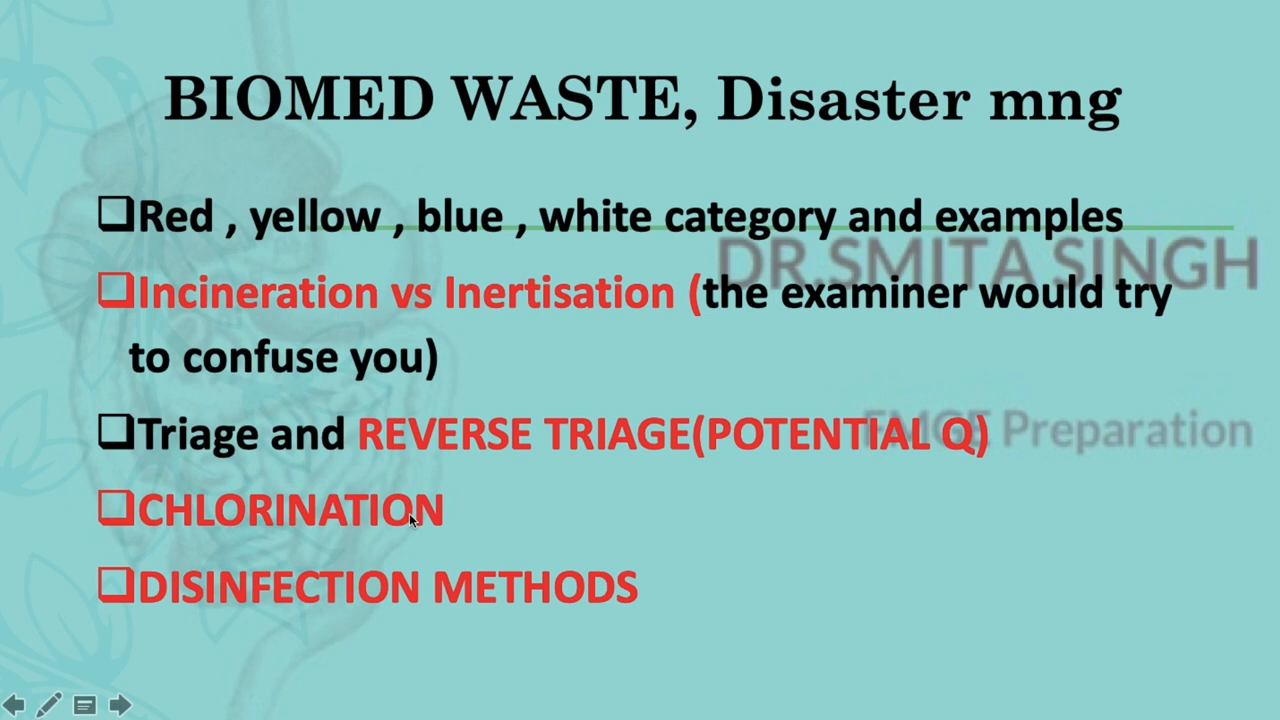 BIOMED WASTE, Disaster mng
❑Red , yellow , blue , white category and examples
DR.SMITA SINGH
❑Incineration vs Inertisation (the examiner would try
to confuse you)
❑Triage and REVERSE TRIAGE(POTENTIAL Q)
FMGE Preparation
❑CHLORINATION
❑DISINFECTION METHODS